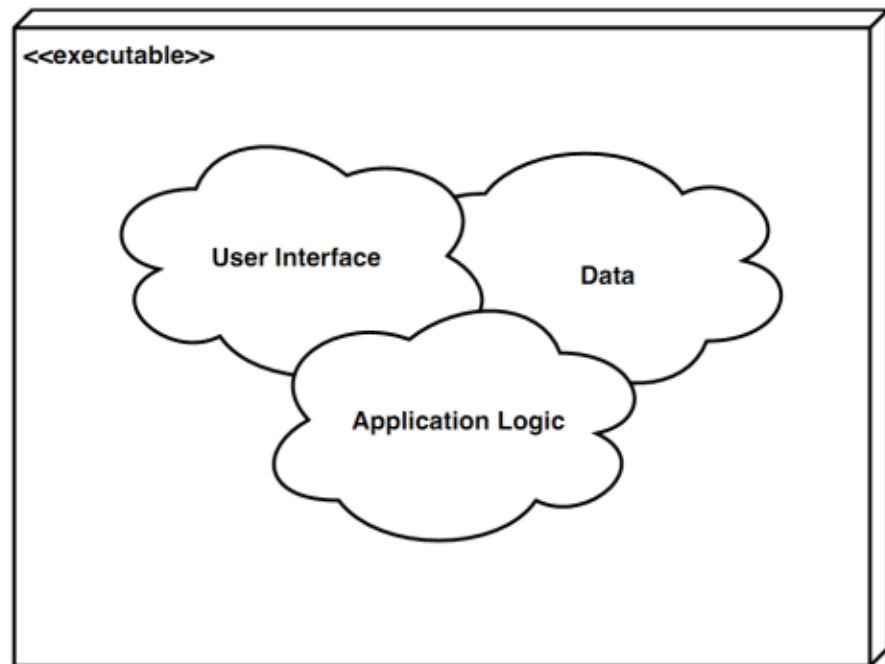 <<executable>>
User Interface
Data
Application Logic